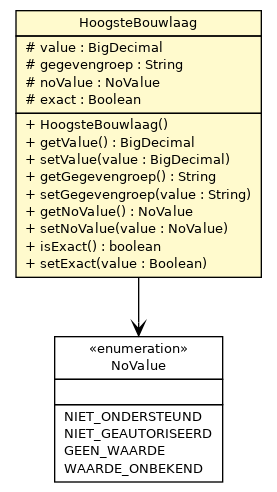 HoogsteBouwlaag
# value : BigDecimal
# gegevengroep : String
# noValue : NoValue
# exact : Boolean
+ HoogsteBouwlaag()
+ getValue() : BigDecimal
+ setValue(value : BigDecimal)
+ getGegevengroep() : String
+ setGegevengroep(value : String)
+ getNoValue() : NoValue
+ setNoValue(value : NoValue)
+ isExact() : boolean
+ setExact(value : Boolean)
«enumeration»
NoValue
NIET_ONDERSTEUND
NIET_GEAUTORISEERD
GEEN_WAARDE
WAARDE_ONBEKEND